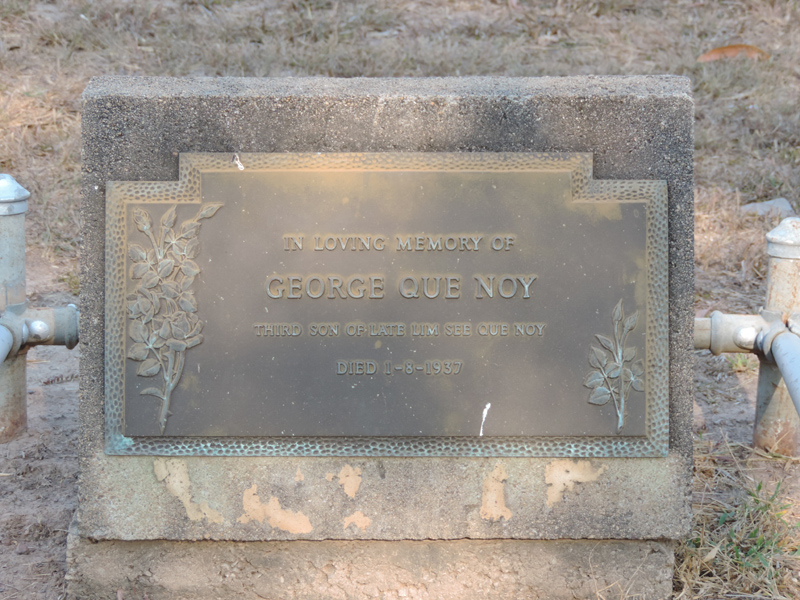 IN LOVING MEMORY OF
GEORGE QUE NOY
THIRD SON OF LATE LIM SEE QUE NOY
DIED 1-8-1937